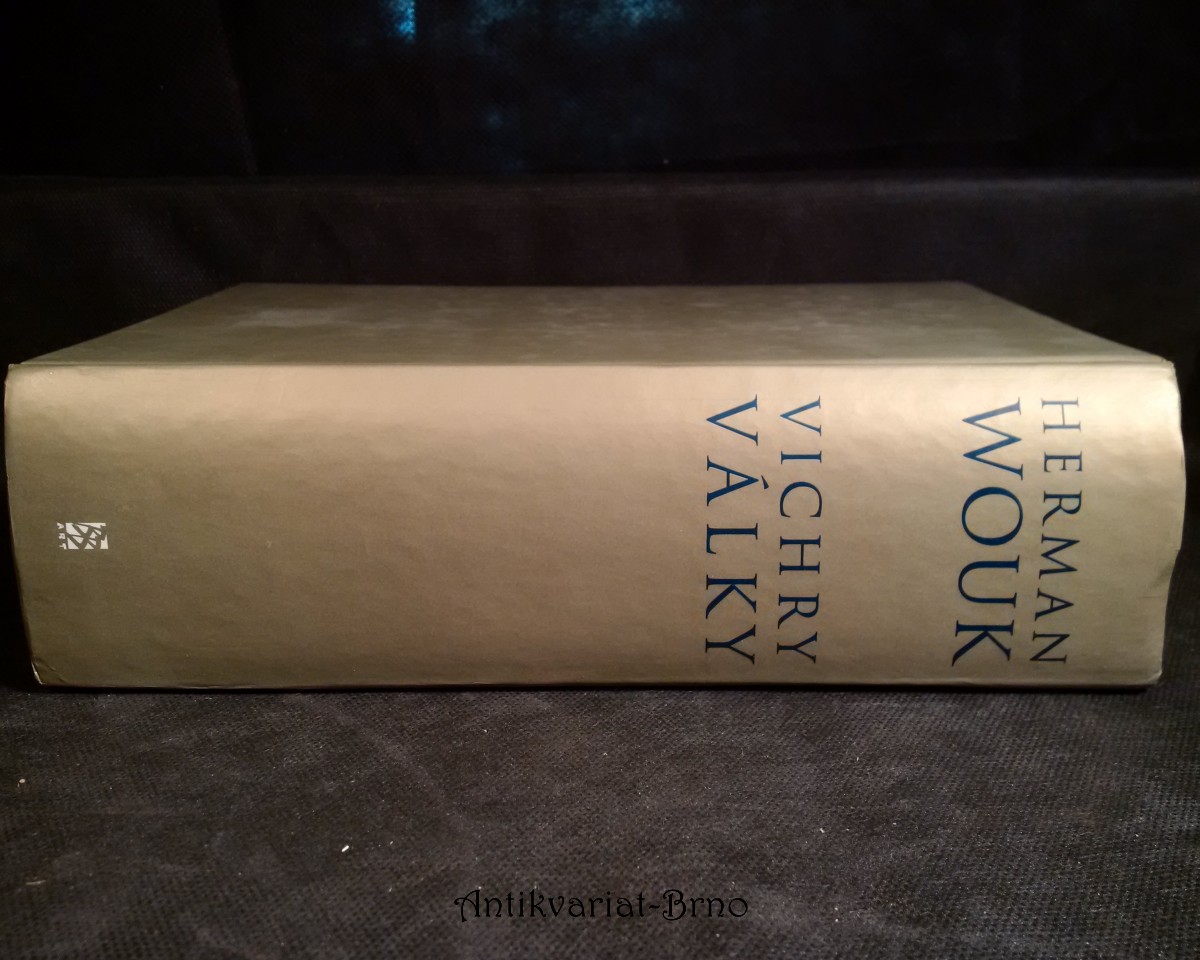 HERMAN
WOUK
VICHRY
VÁLKY
Antikvariat-Brno